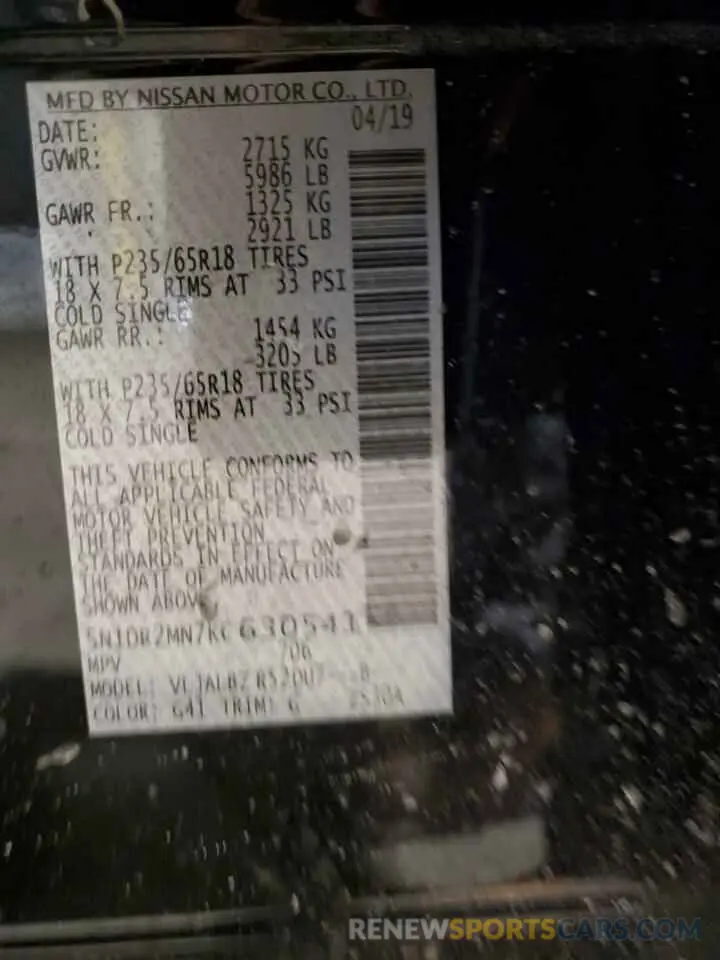 MFD BY NISSAN MOTOR CO., LTD.
DATE: 04/19
GVWR: 2715 KG
5986 LB
GAWR FR.: 1325 KG
2921 LB
WITH P235/65R18 TIRES
18 X 7.5 RIMS AT 33 PSI
COLD SINGLE
GAWR RR.: 1454 KG
3205 LB
WITH P235/65R18 TIRES
18 X 7.5 RIMS AT 33 PSI
COLD SINGLE
THIS VEHICLE CONFORMS TO
ALL APPLICABLE FEDERAL
MOTOR VEHICLE SAFETY AND
THEFT PREVENTION
STANDARDS IN EFFECT ON
THE DATE OF MANUFACTURE
SHOWN ABOVE
5N1DR2MN7KC630541
706
MPV
MODEL:
COLOR: G41 TRIM: G
RENEWSPORTSCARS.COM